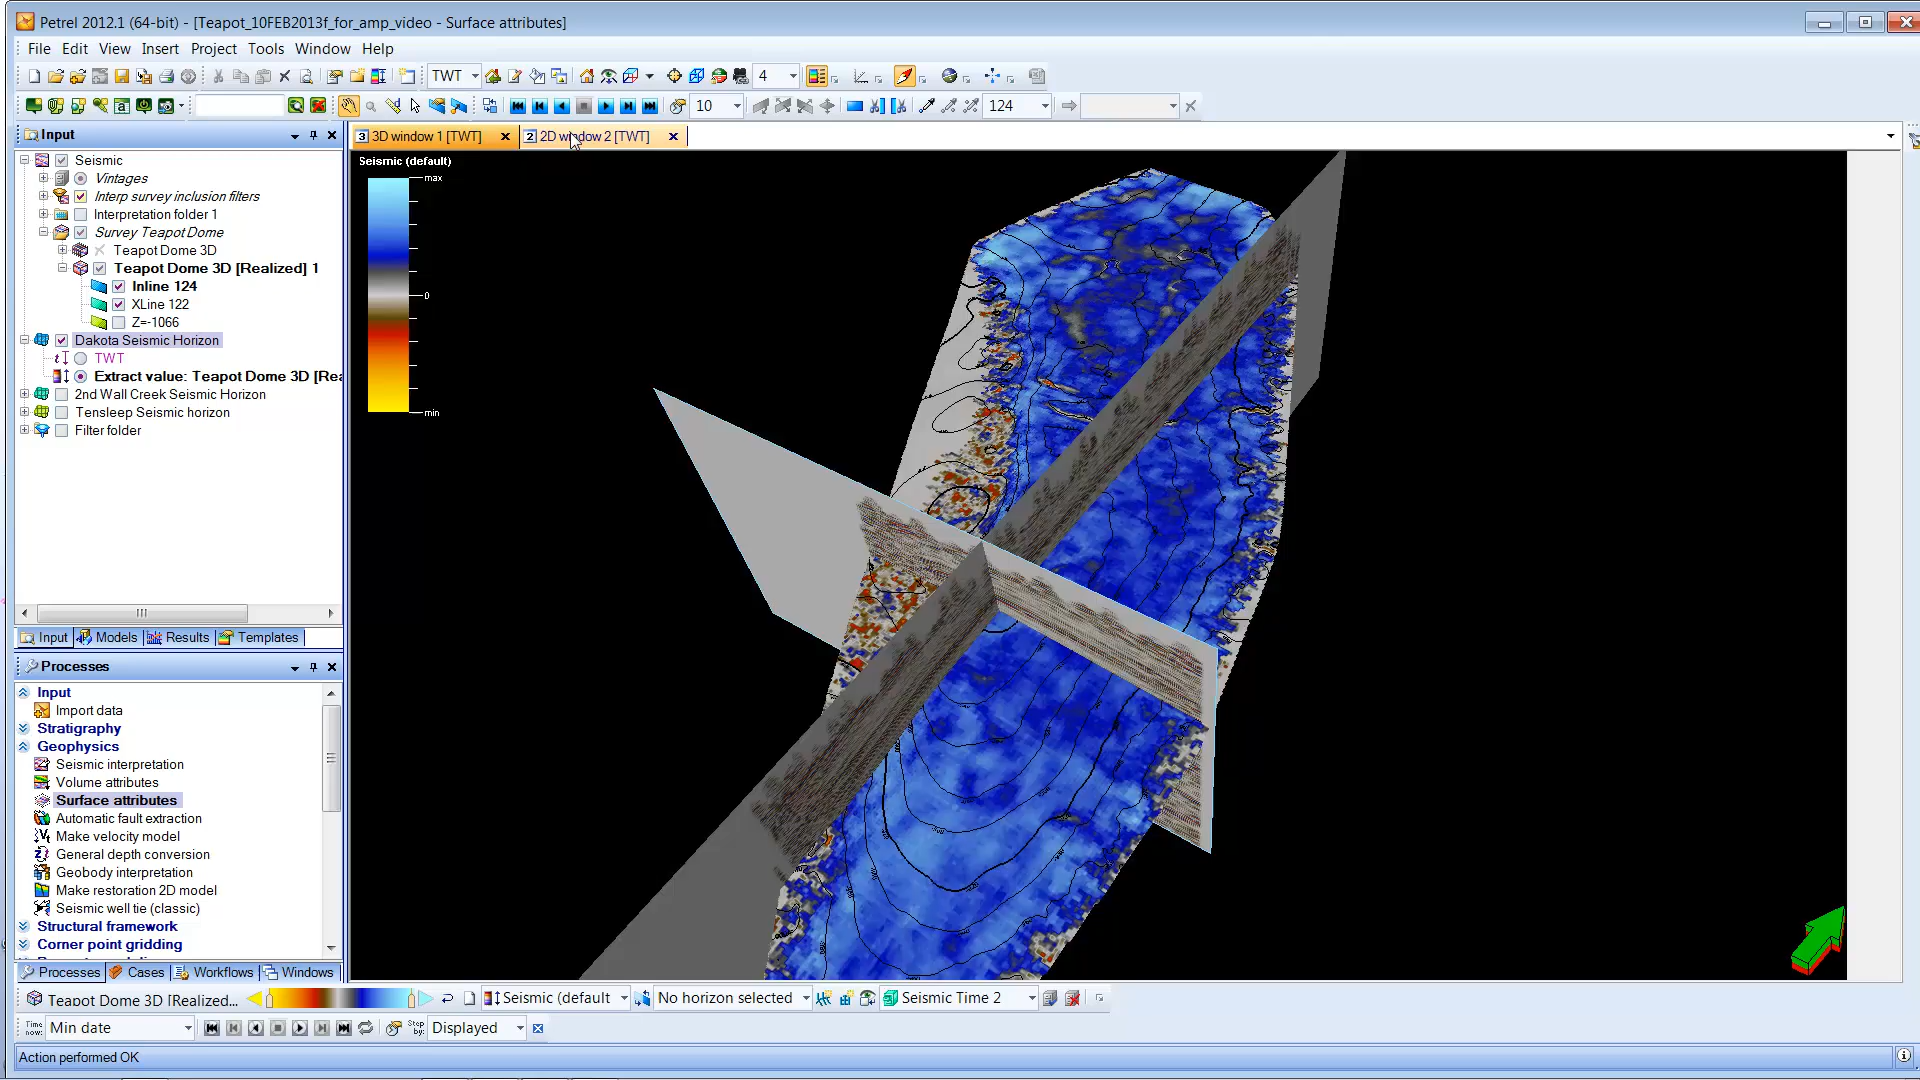 Petrel 2012.1 (64-bit) - [Teapot_10FEB2013f_for_amp_video - Surface attributes]
File Edit View Insert Project Tools Window Help
TWT 4
10 124
Input
3 3D window 1 [TWT] 2 2D window 2 [TWT]
Seismic
Vintages
Interp survey inclusion filters
Interpretation folder 1
Survey Teapot Dome
Teapot Dome 3D
Teapot Dome 3D [Realized] 1
Inline 124
XLine 122
Z=-1066
Dakota Seismic Horizon
TWT
Extract value: Teapot Dome 3D [Rea
2nd Wall Creek Seismic Horizon
Tensleep Seismic horizon
Filter folder
Seismic (default)
max
0
min
Input Models Results Templates
Processes
Input
Import data
Stratigraphy
Geophysics
Seismic interpretation
Volume attributes
Surface attributes
Automatic fault extraction
Make velocity model
General depth conversion
Geobody interpretation
Make restoration 2D model
Seismic well tie (classic)
Structural framework
Corner point gridding
Processes Cases Workflows Windows
Teapot Dome 3D [Realized... Seismic (default No horizon selected Seismic Time 2
Time now: Min date Step by: Displayed
Action performed OK